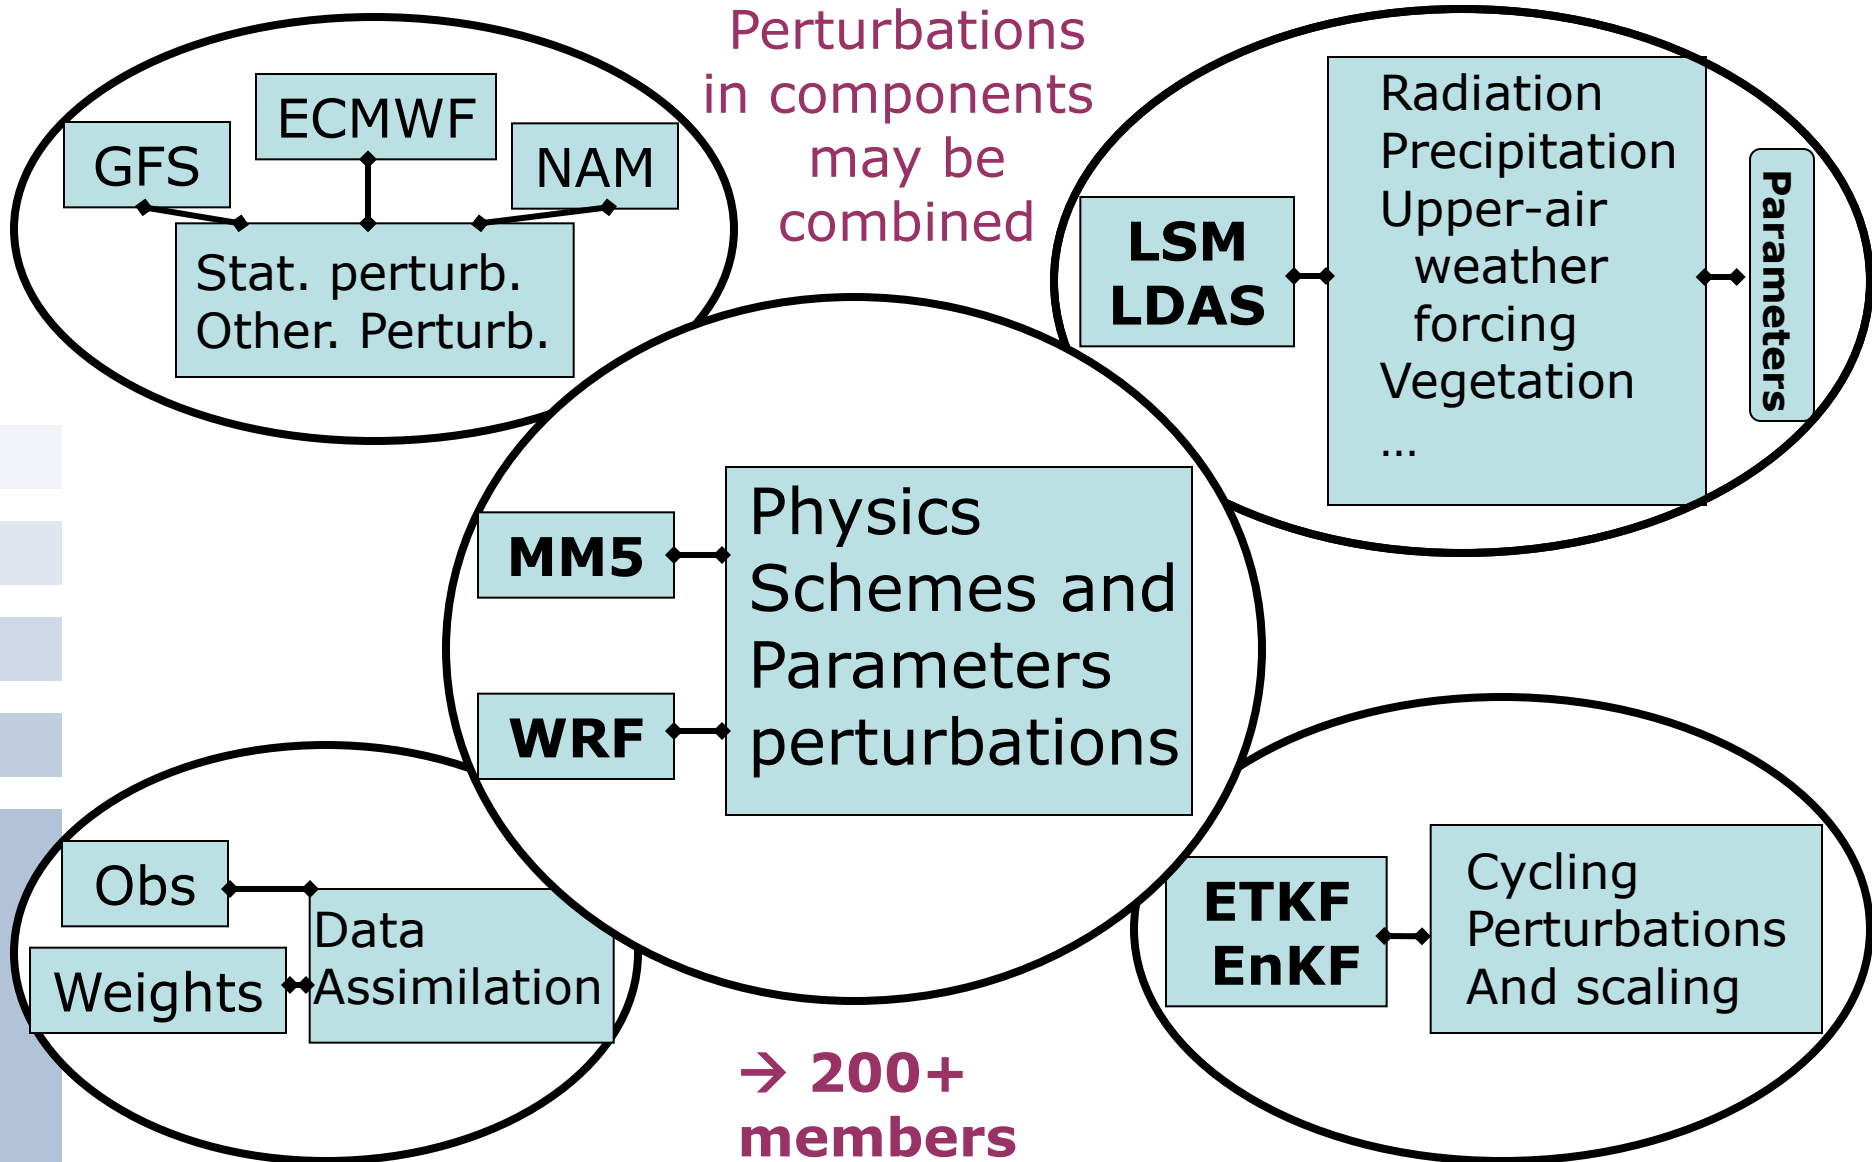 Perturbations
in components
may be
combined
GFS
ECMWF
NAM
Stat. perturb.
Other. Perturb.
LSM
LDAS
Radiation
Precipitation
Upper-air
weather
forcing
Vegetation
...
Parameters
MM5
WRF
Physics
Schemes and
Parameters
perturbations
Obs
Weights
Data
Assimilation
ETKF
EnKF
Cycling
Perturbations
And scaling
→ 200+
members